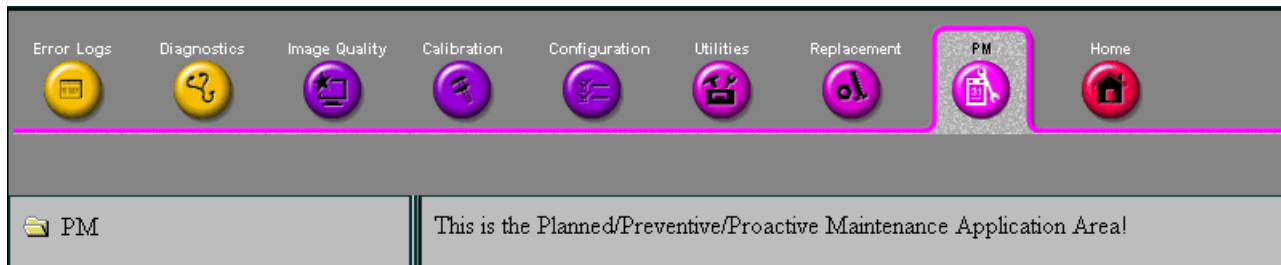 Error Logs Diagnostics Image Quality Calibration Configuration Utilities Replacement PM Home
31
PM
This is the Planned/Preventive/Proactive Maintenance Application Area!